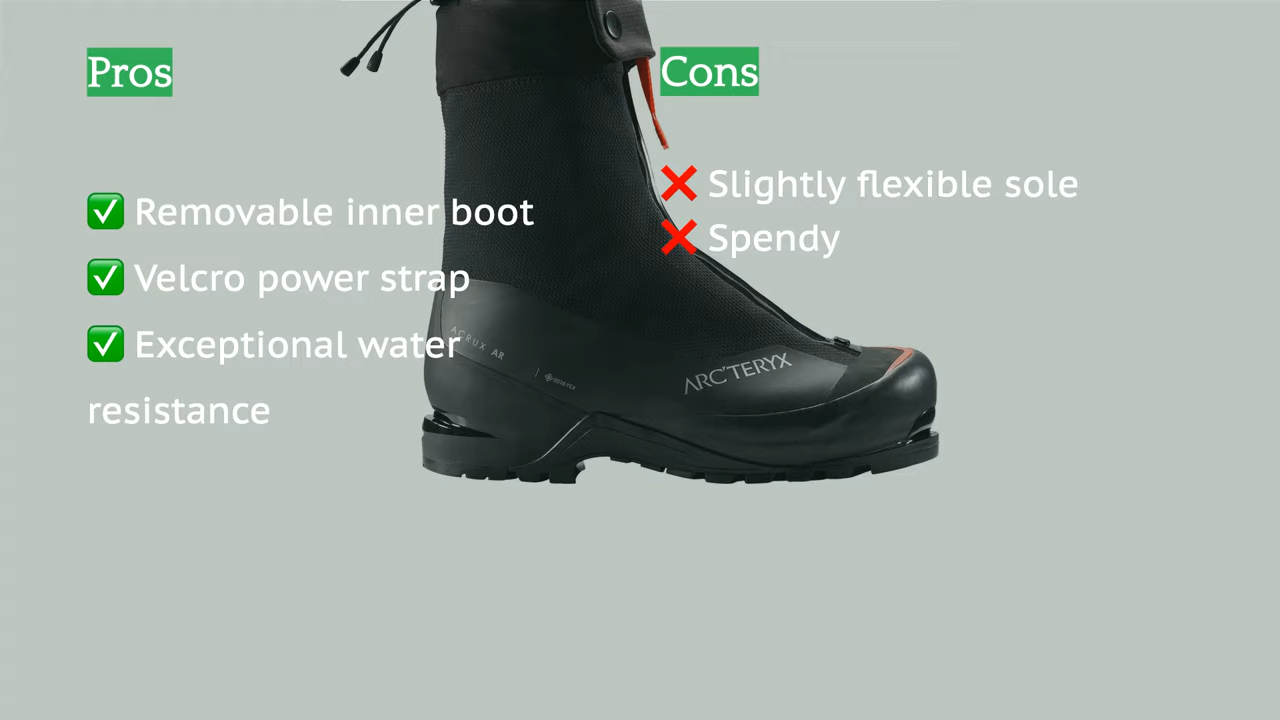 Pros
✅ Removable inner boot
✅ Velcro power strap
✅ Exceptional water
resistance
Cons
❌ Slightly flexible sole
❌ Spendy
ACRUX AR
GORE-TEX
ARC'TERYX